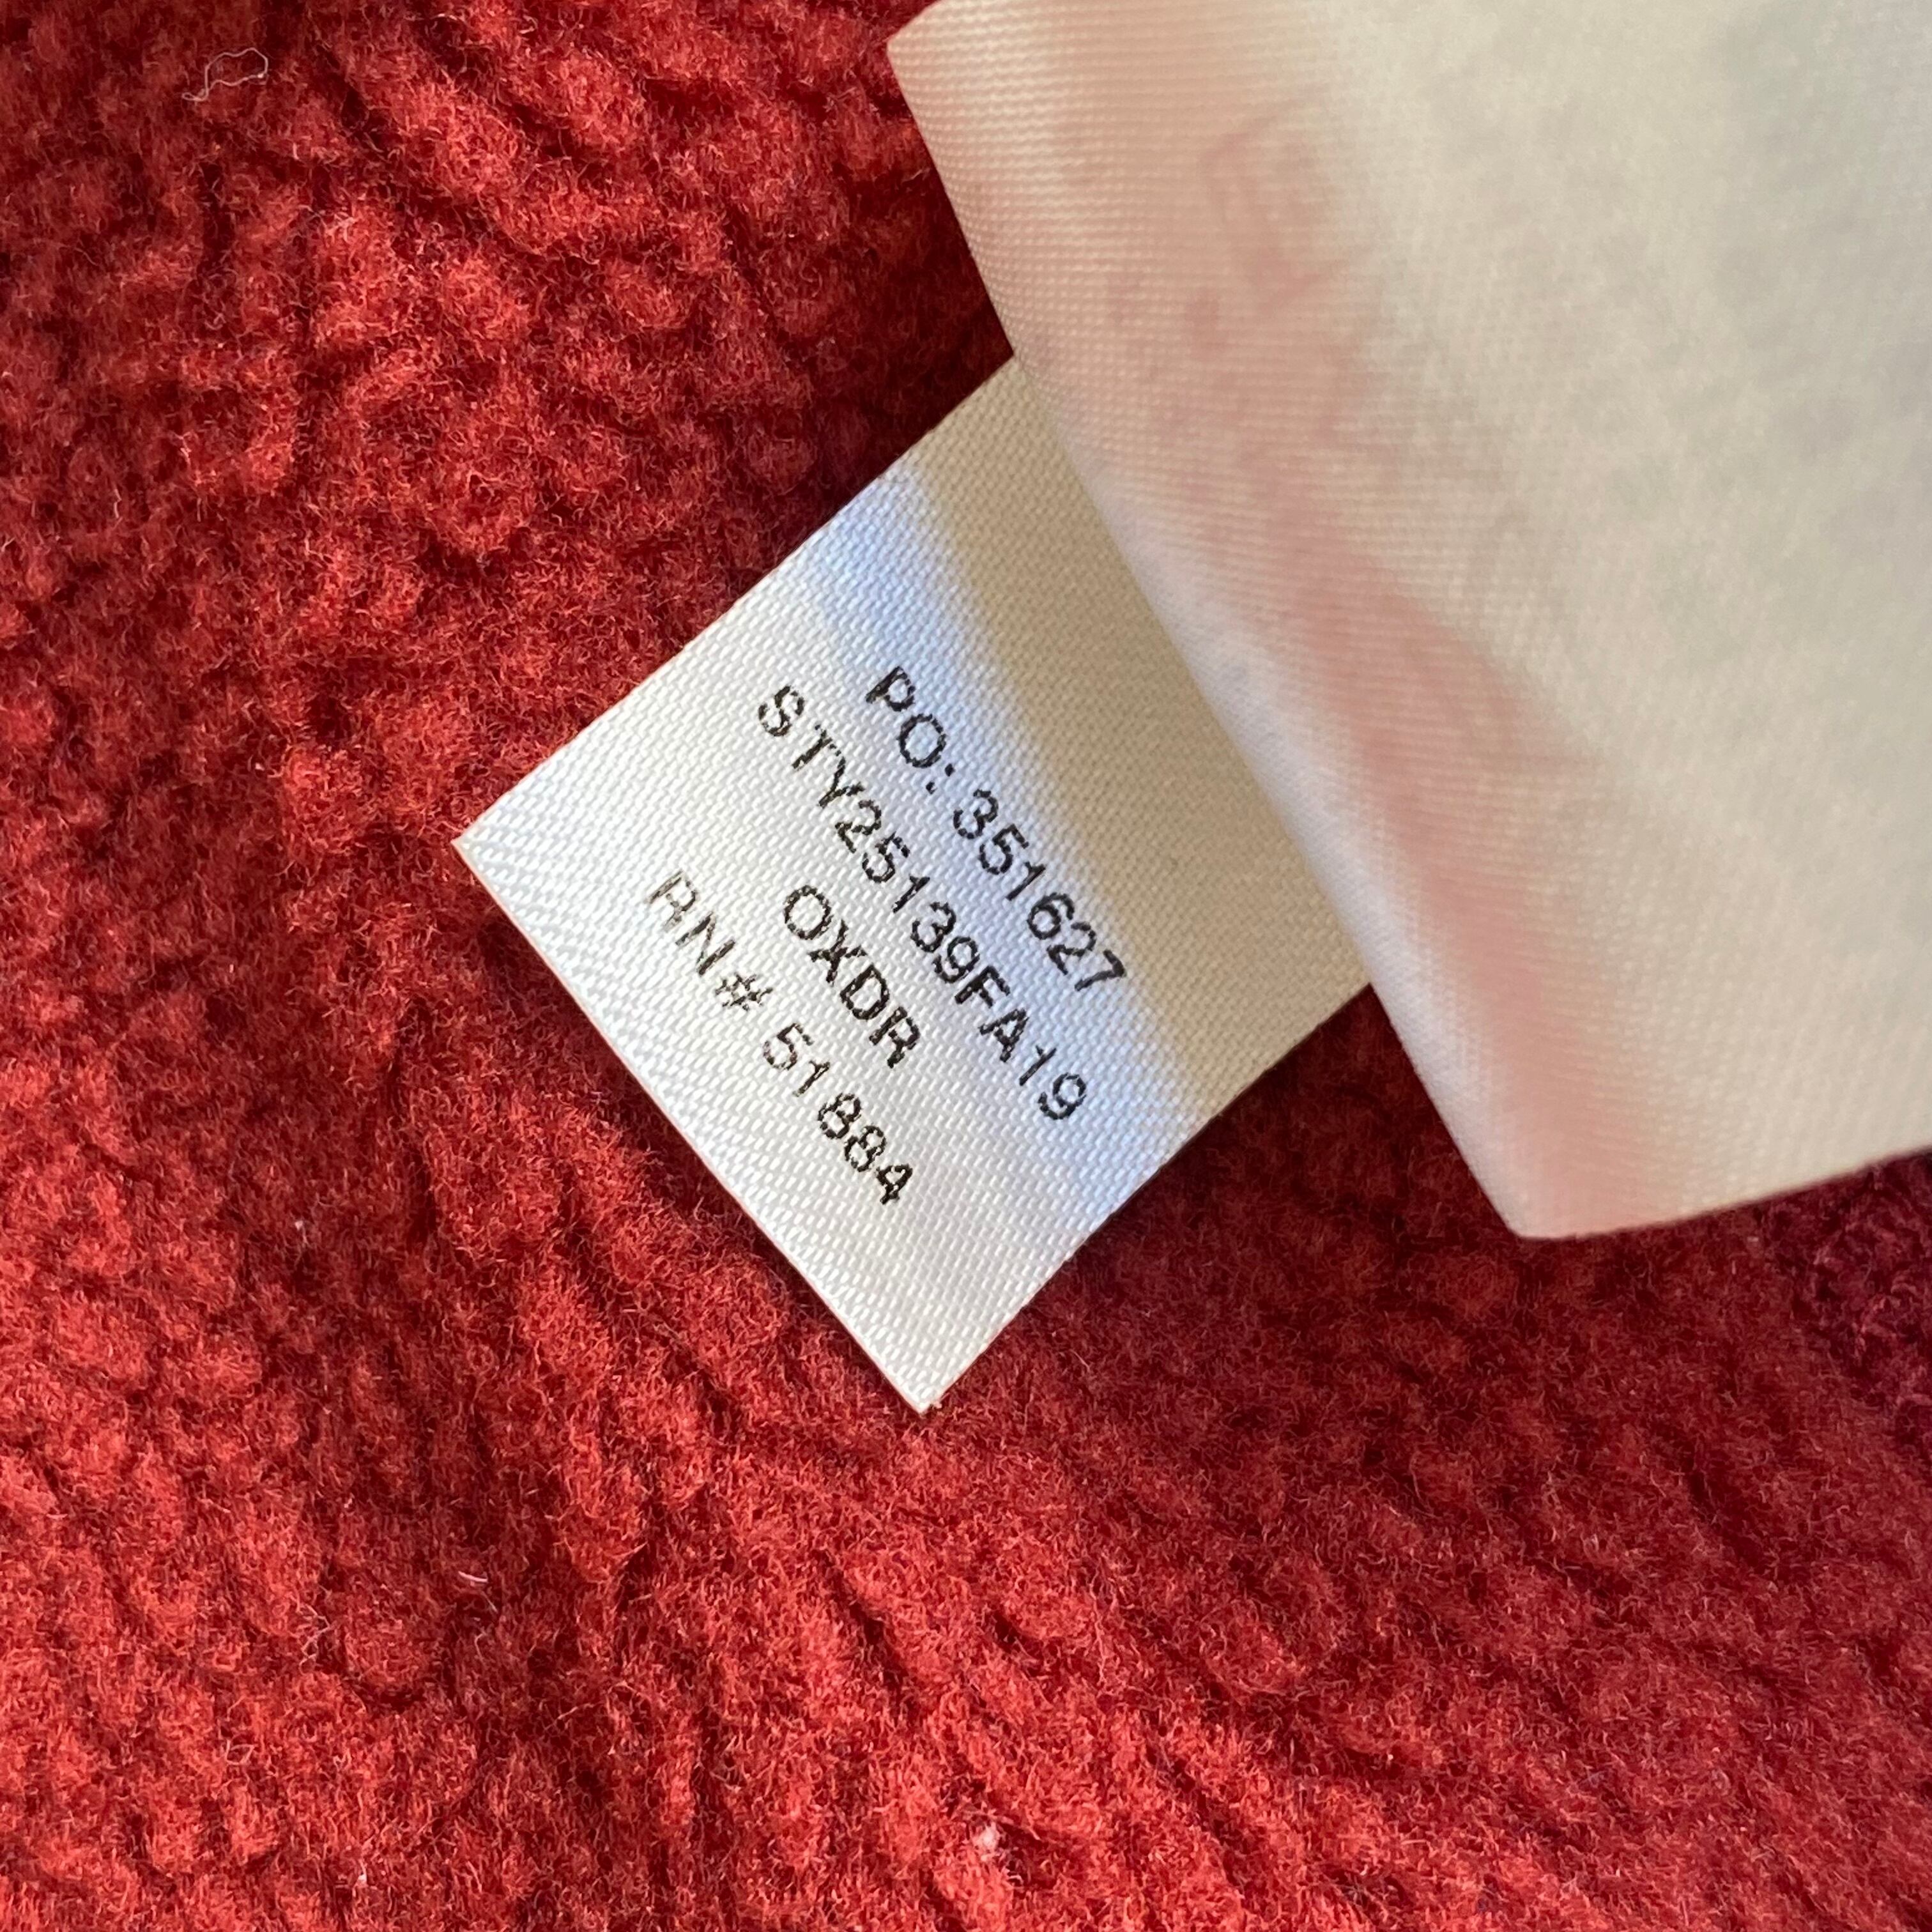 PO: 351627
STY25139FA19
OXDR
RN# 51884